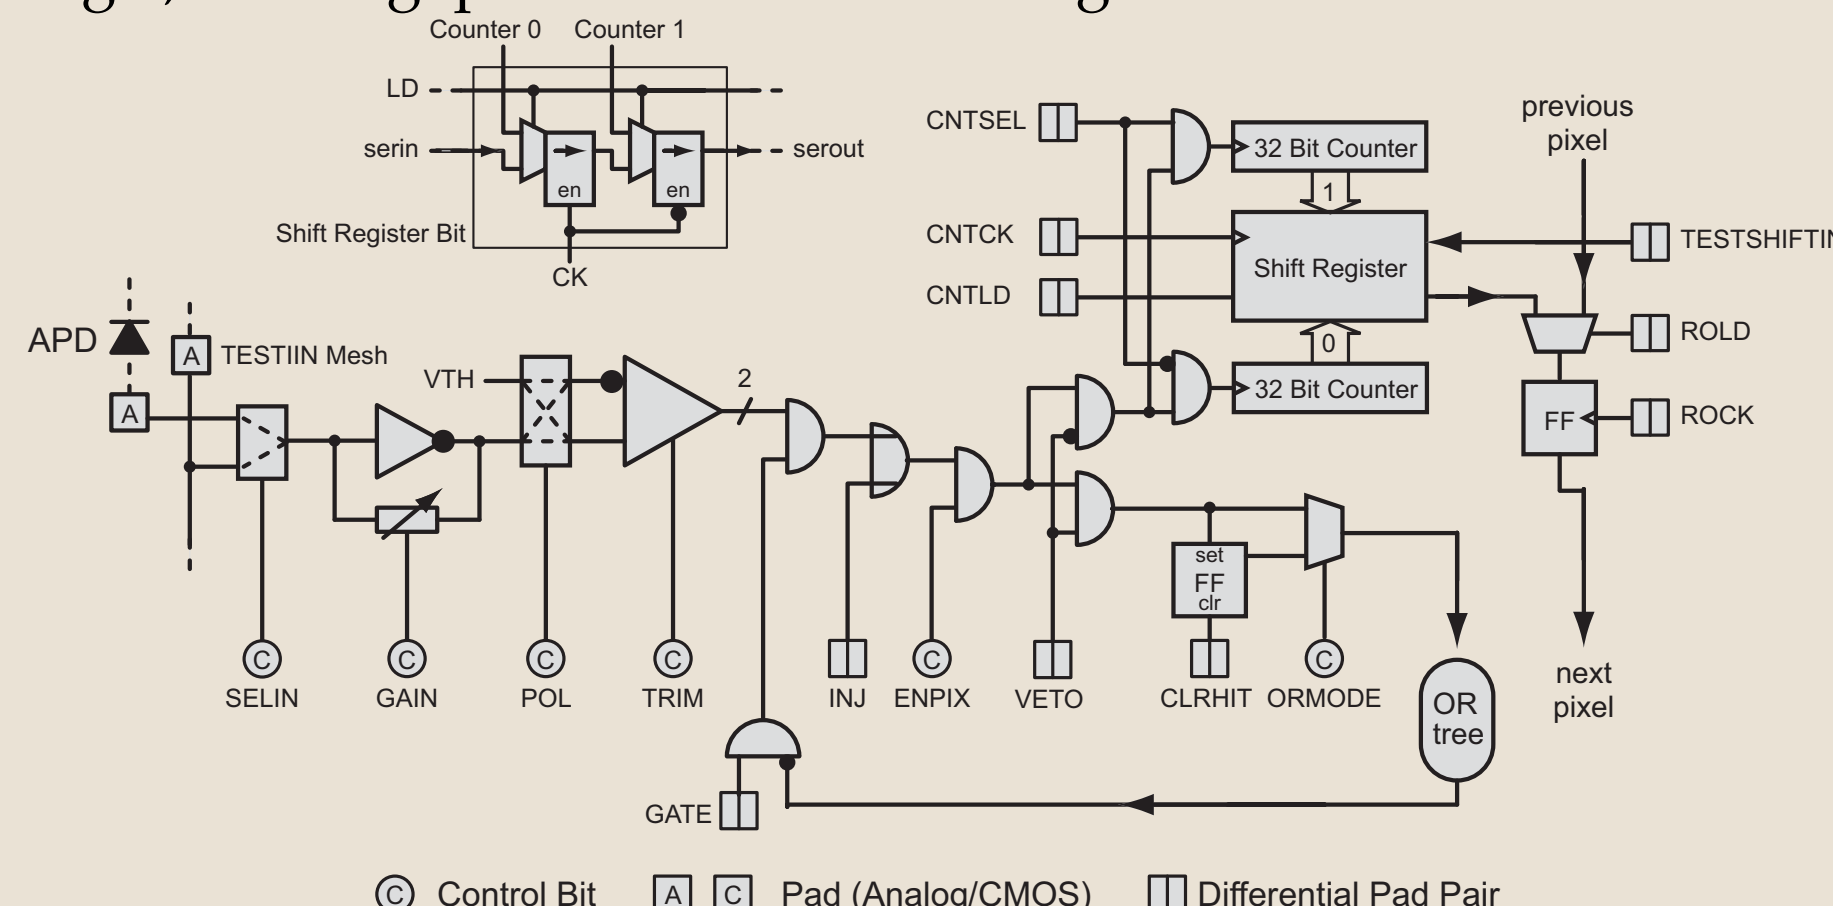 Counter 0 Counter 1
LD
serin
serout
en en
Shift Register Bit
CK
CNTSEL
32 Bit Counter
1
previous
pixel
CNTCK
TESTSHIFTIN
Shift Register
CNTLD
ROLD
0
32 Bit Counter
FF
ROCK
APD
A
TESTIIN Mesh
A
VTH
2
set
FF
clr
C C C C C C
SELIN GAIN POL TRIM INJ ENPIX VETO CLRHIT ORMODE
OR
tree
next
pixel
GATE
C Control Bit A C Pad (Analog/CMOS) Differential Pad Pair